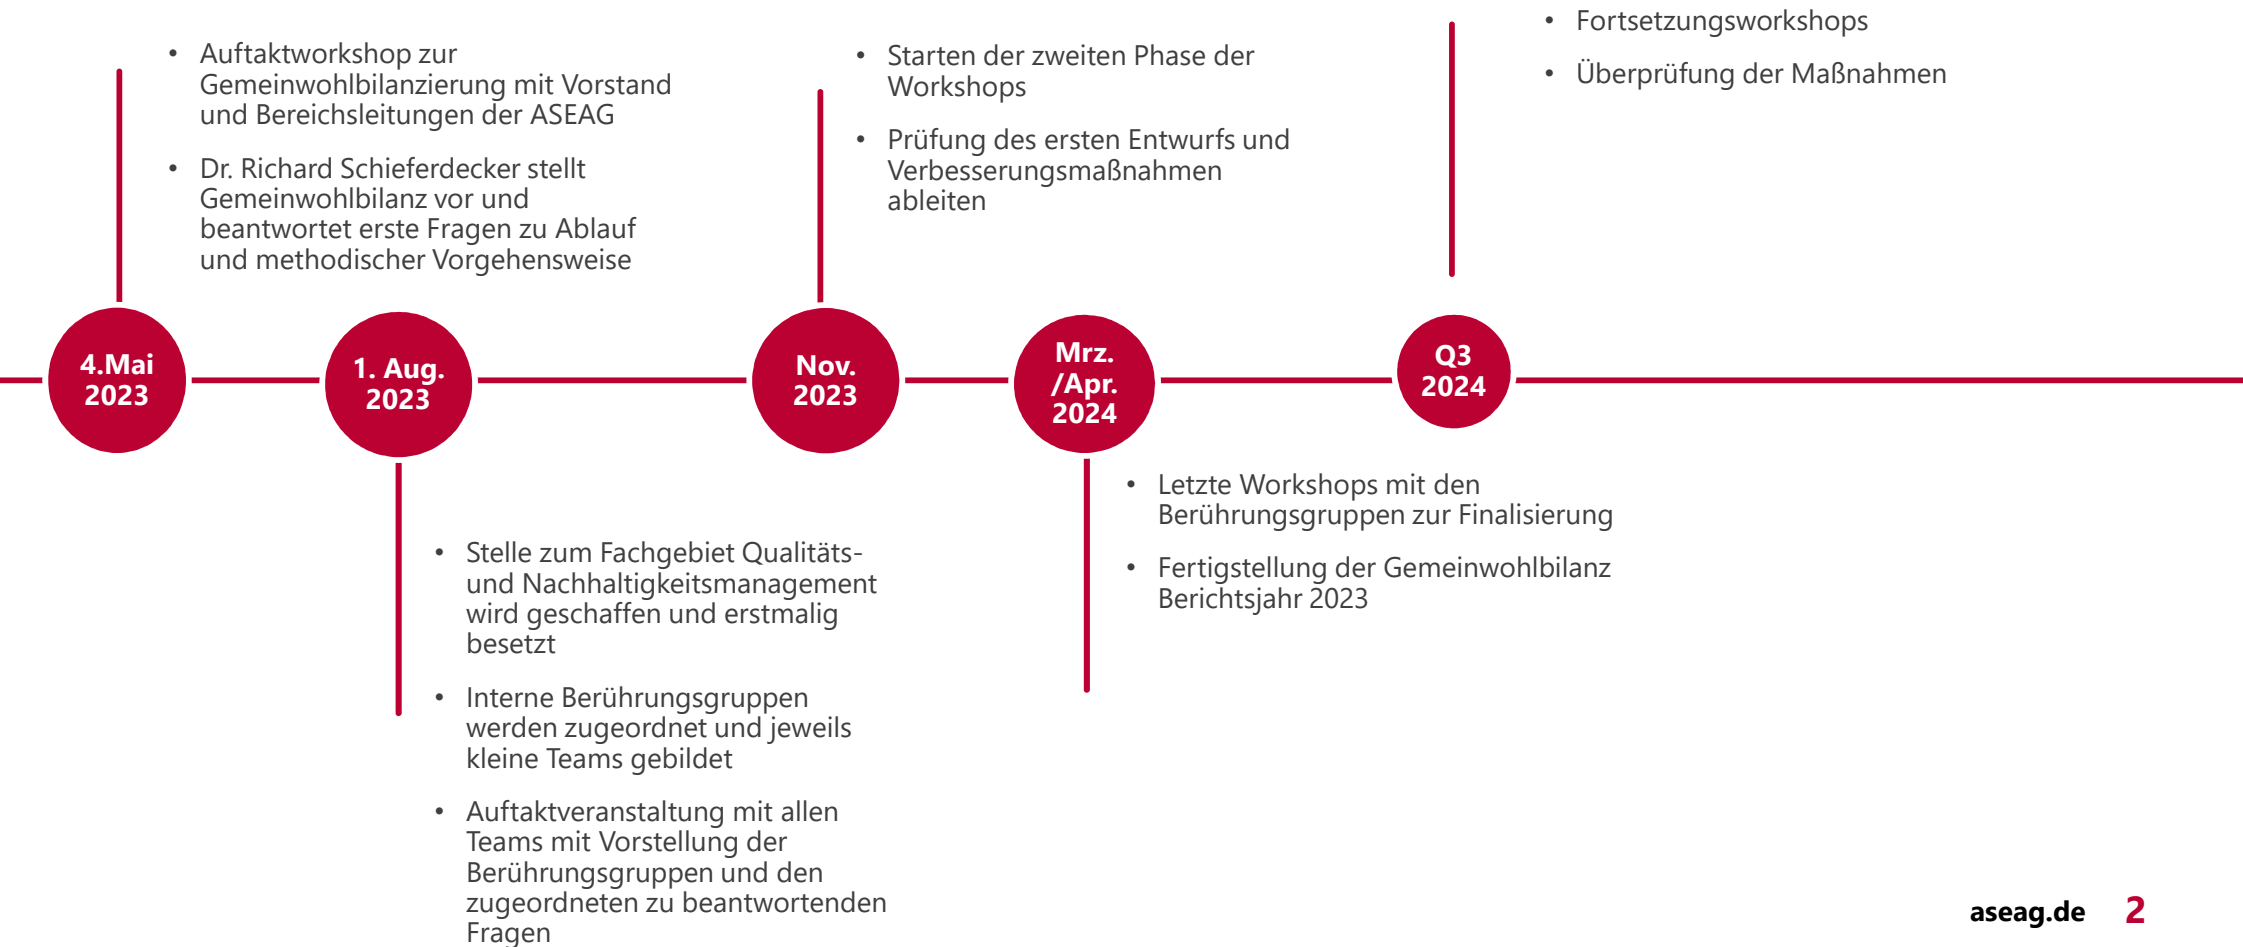 • Auftaktworkshop zur
Gemeinwohlbilanzierung mit Vorstand
und Bereichsleitungen der ASEAG
• Dr. Richard Schieferdecker stellt
Gemeinwohlbilanz vor und
beantwortet erste Fragen zu Ablauf
und methodischer Vorgehensweise
4.Mai
2023
1. Aug.
2023
• Stelle zum Fachgebiet Qualitäts-
und Nachhaltigkeitsmanagement
wird geschaffen und erstmalig
besetzt
• Interne Berührungsgruppen
werden zugeordnet und jeweils
kleine Teams gebildet
• Auftaktveranstaltung mit allen
Teams mit Vorstellung der
Berührungsgruppen und den
zugeordneten zu beantwortenden
Fragen
• Starten der zweiten Phase der
Workshops
• Prüfung des ersten Entwurfs und
Verbesserungsmaßnahmen
ableiten
Nov.
2023
Mrz.
/Apr.
2024
• Letzte Workshops mit den
Berührungsgruppen zur Finalisierung
• Fertigstellung der Gemeinwohlbilanz
Berichtsjahr 2023
• Fortsetzungsworkshops
• Überprüfung der Maßnahmen
Q3
2024
aseag.de 2